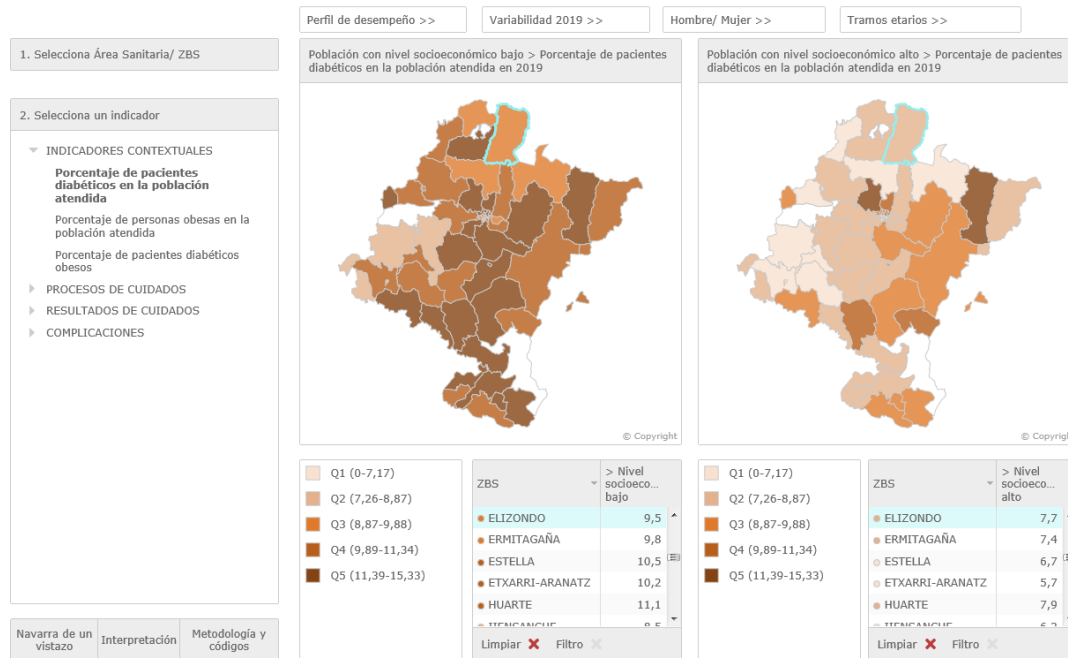 Perfil de desempeño >>
Variabilidad 2019 >>
Hombre/ Mujer >>
Tramos etarios >>
1. Selecciona Área Sanitaria/ ZBS
2. Selecciona un indicador
INDICADORES CONTEXTUALES
Porcentaje de pacientes
diabéticos en la población
atendida
Porcentaje de personas obesas en la
población atendida
Porcentaje de pacientes diabéticos
obesos
PROCESOS DE CUIDADOS
RESULTADOS DE CUIDADOS
COMPLICACIONES
Navarra de un
vistazo
Interpretación
Metodología y
códigos
Población con nivel socioeconómico bajo > Porcentaje de pacientes
diabéticos en la población atendida en 2019
© Copyright
Población con nivel socioeconómico alto > Porcentaje de pacientes
diabéticos en la población atendida en 2019
© Copyrigh
Q1 (0-7,17)
Q2 (7,26-8,87)
Q3 (8,87-9,88)
Q4 (9,89-11,34)
Q5 (11,39-15,33)
ZBS
> Nivel
socioeco...
bajo
ELIZONDO 9,5
ERMITAGAÑA 9,8
ESTELLA 10,5
ETXARRI-ARANATZ 10,2
HUARTE 11,1
Limpiar Filtro
Q1 (0-7,17)
Q2 (7,26-8,87)
Q3 (8,87-9,88)
Q4 (9,89-11,34)
Q5 (11,39-15,33)
ZBS
> Nivel
socioeco...
alto
ELIZONDO 7,7
ERMITAGAÑA 7,4
ESTELLA 6,7
ETXARRI-ARANATZ 5,7
HUARTE 7,9
Limpiar Filtro